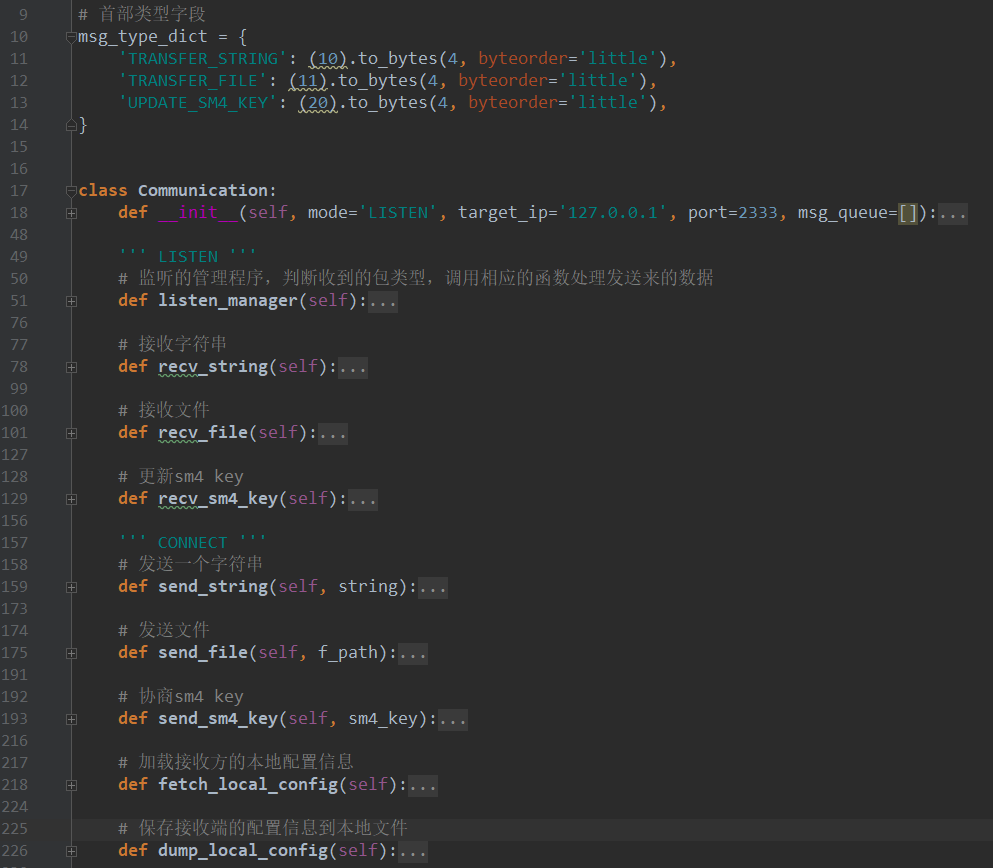 9 # 首部类型字段
10 msg_type_dict = {
11 'TRANSFER_STRING': (10).to_bytes(4, byteorder='little'),
12 'TRANSFER_FILE': (11).to_bytes(4, byteorder='little'),
13 'UPDATE_SM4_KEY': (20).to_bytes(4, byteorder='little'),
14 }
15
16
17 class Communication:
18 def __init__(self, mode='LISTEN', target_ip='127.0.0.1', port=2333, msg_queue=[]):...
48
49 ''' LISTEN '''
50 # 监听的管理程序，判断收到的包类型，调用相应的函数处理发送来的数据
51 def listen_manager(self):...
76
77 # 接收字符串
78 def recv_string(self):...
99
100 # 接收文件
101 def recv_file(self):...
127
128 # 更新sm4 key
129 def recv_sm4_key(self):...
156
157 ''' CONNECT '''
158 # 发送一个字符串
159 def send_string(self, string):...
173
174 # 发送文件
175 def send_file(self, f_path):...
191
192 # 协商sm4 key
193 def send_sm4_key(self, sm4_key):...
216
217 # 加载接收方的本地配置信息
218 def fetch_local_config(self):...
224
225 # 保存接收端的配置信息到本地文件
226 def dump_local_config(self):...